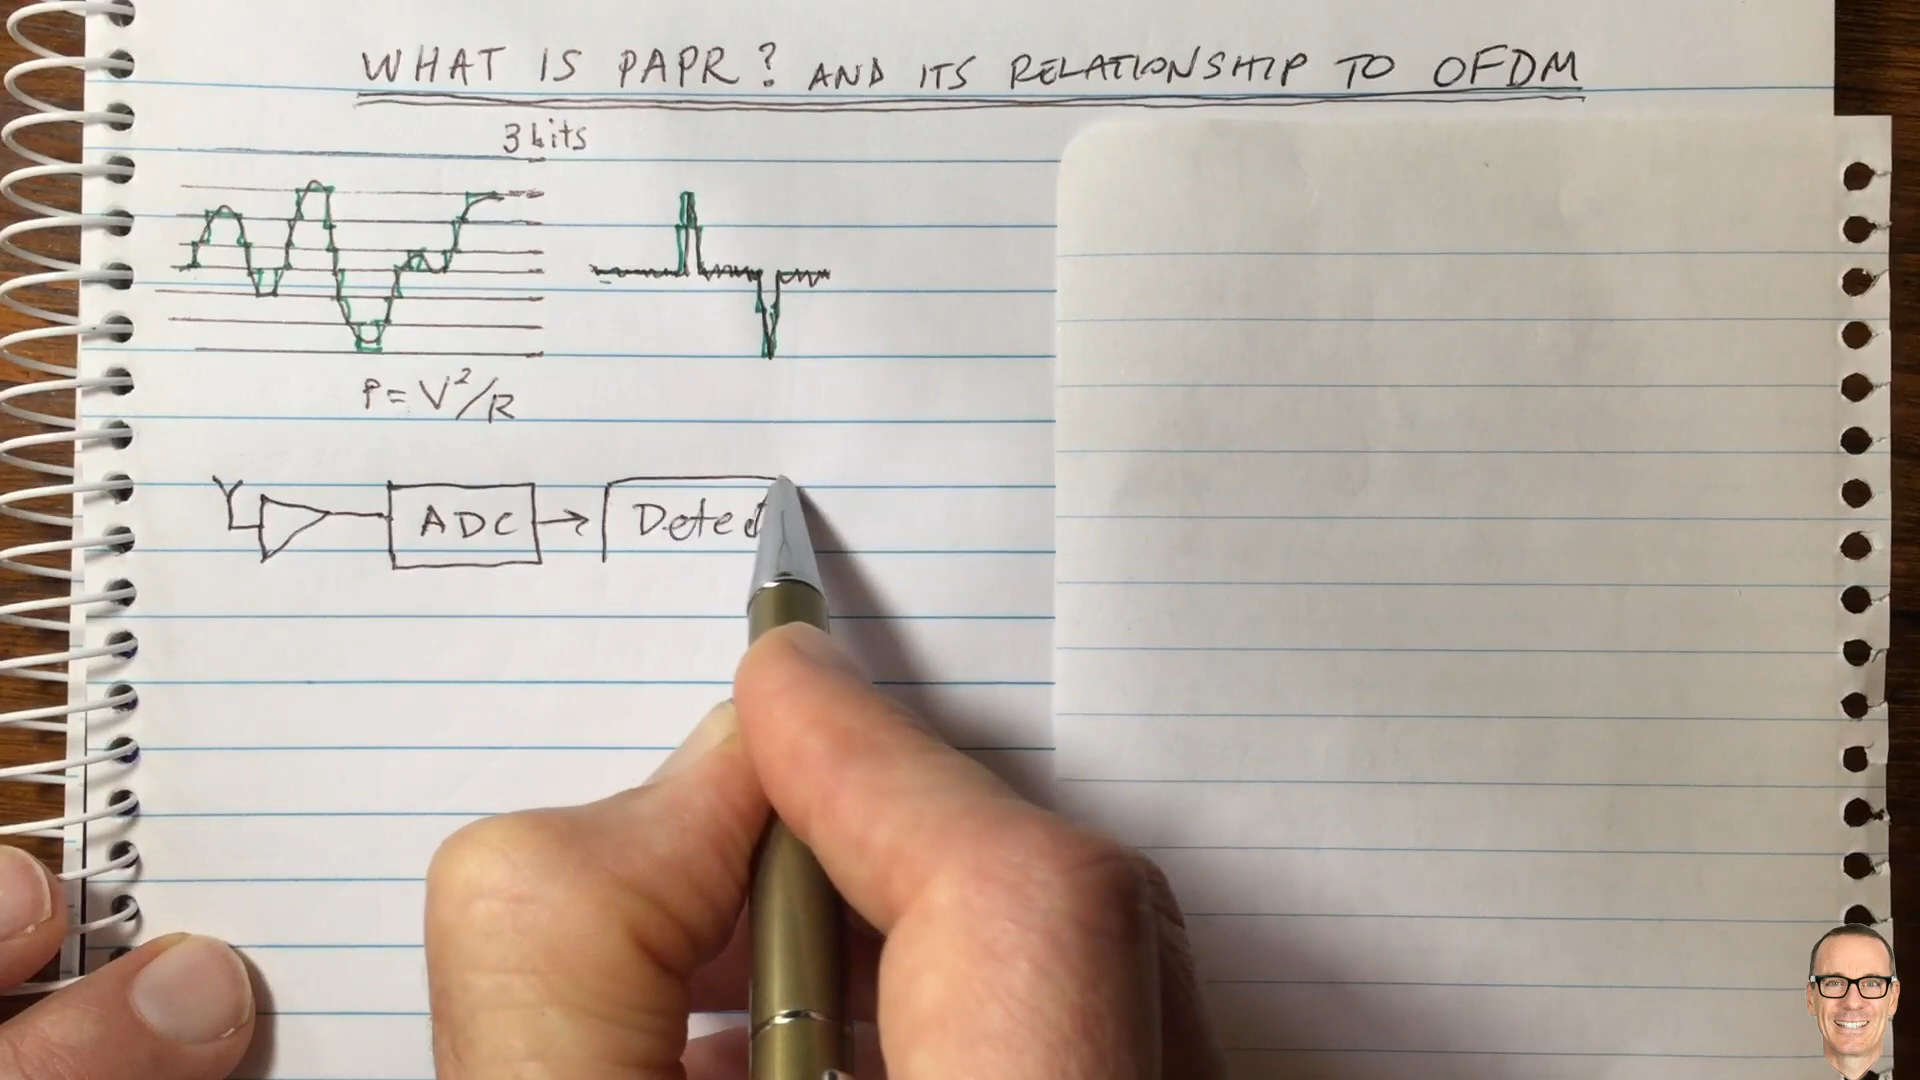 WHAT IS PAPR? AND ITS RELATIONSHIP TO OFDM
3 bits
P = V²/R
ADC
Detect